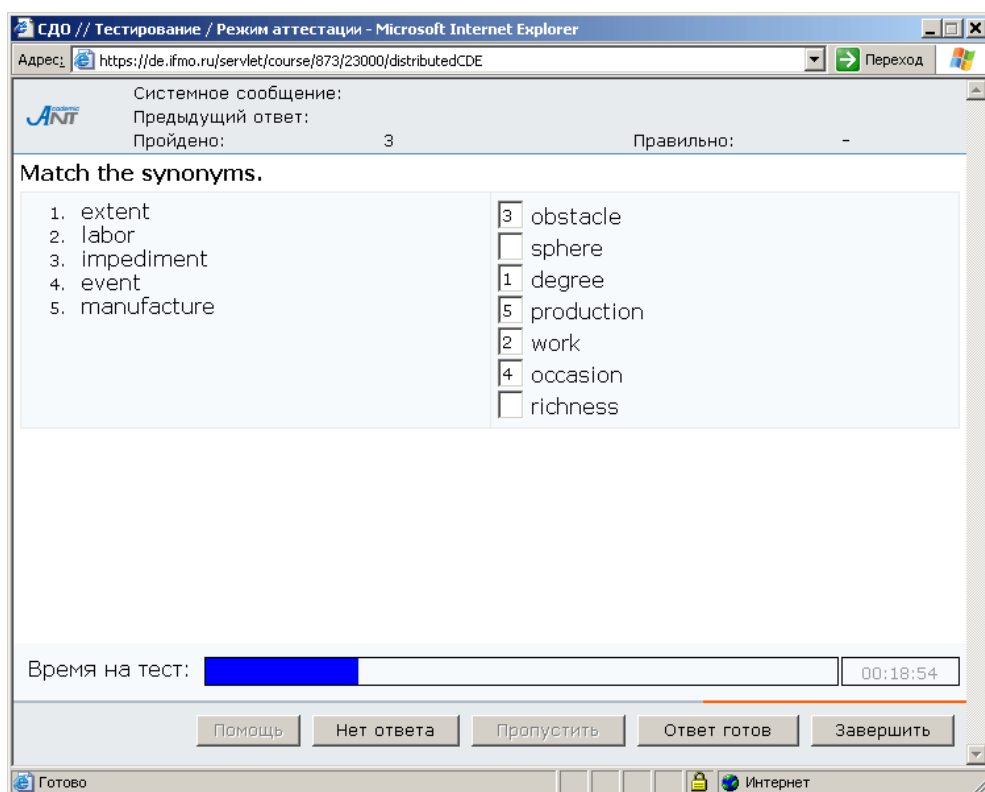 СДО // Тестирование / Режим аттестации - Microsoft Internet Explorer
Адрес: https://de.ifmo.ru/servlet/course/873/23000/distributedCDE Переход
Academic ANT
Системное сообщение:
Предыдущий ответ:
Пройдено: 3 Правильно: -
Match the synonyms.
1. extent
2. labor
3. impediment
4. event
5. manufacture
3 obstacle
sphere
1 degree
5 production
2 work
4 occasion
richness
Время на тест: 00:18:54
Помощь Нет ответа Пропустить Ответ готов Завершить
Готово Интернет